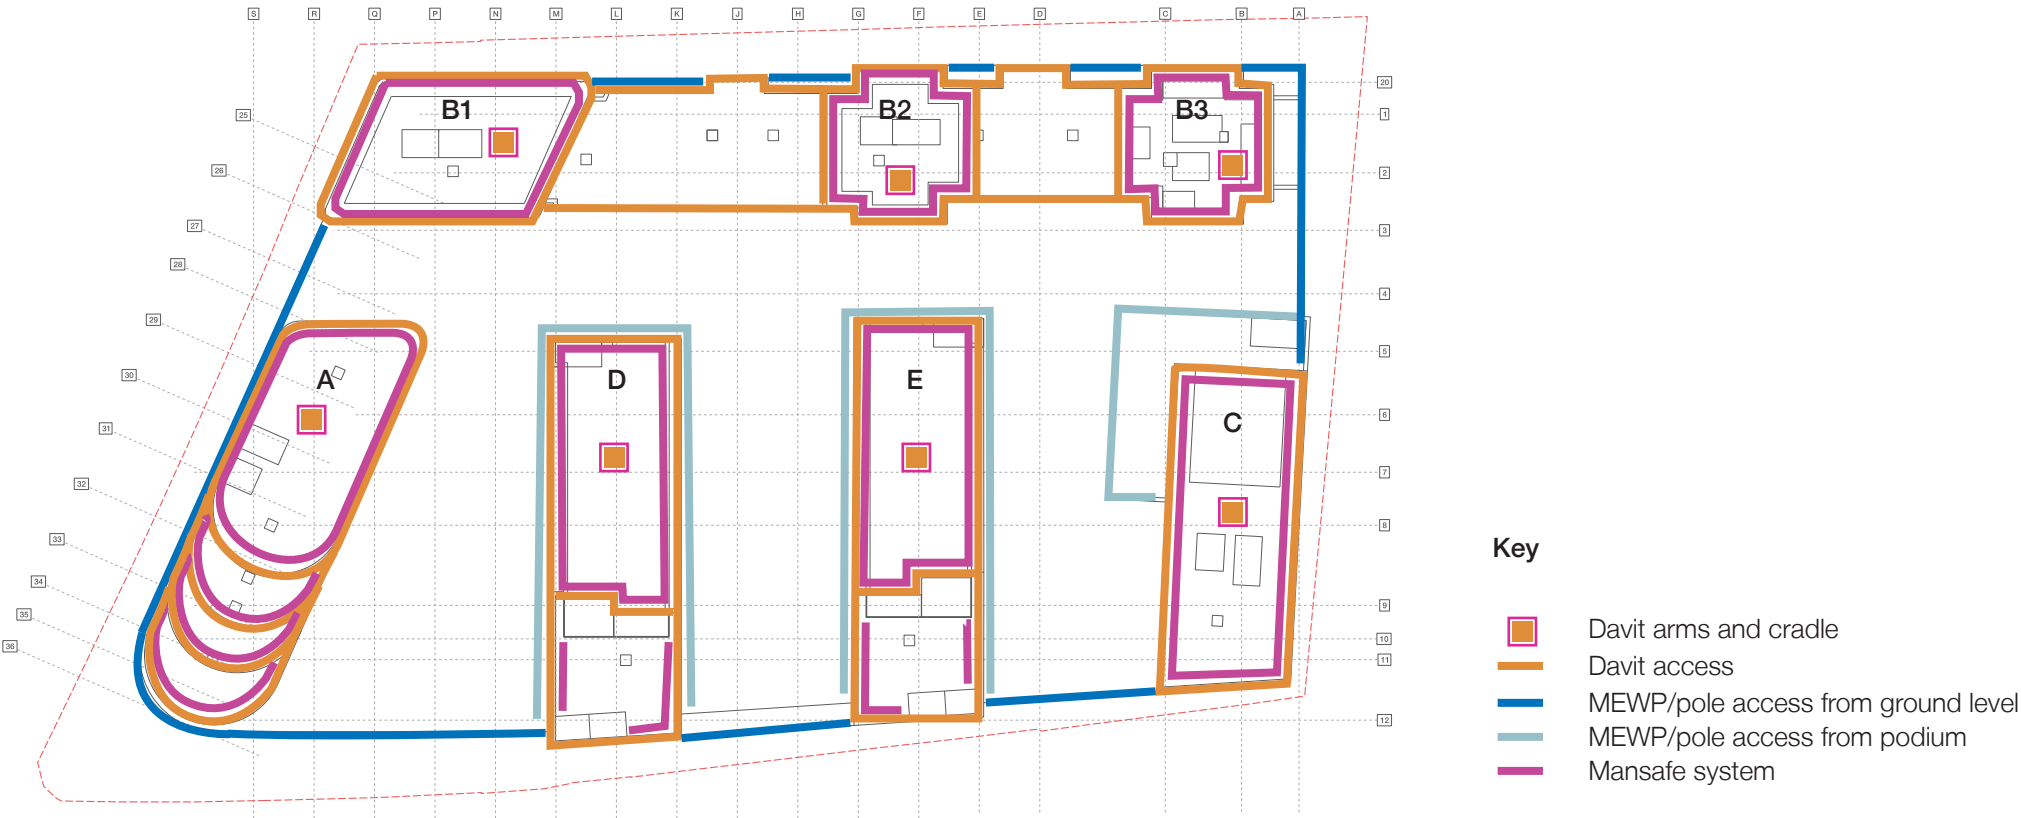 S R Q P N M L K J H G F E D C B A
20
B1 B2 B3
25
1
26
2
27
3
28
4
29
5
30
A D E
6
C
31
7
32
8
33
Key
34
9
35
Davit arms and cradle
10
36
11
Davit access
MEWP/pole access from ground level
12
MEWP/pole access from podium
Mansafe system